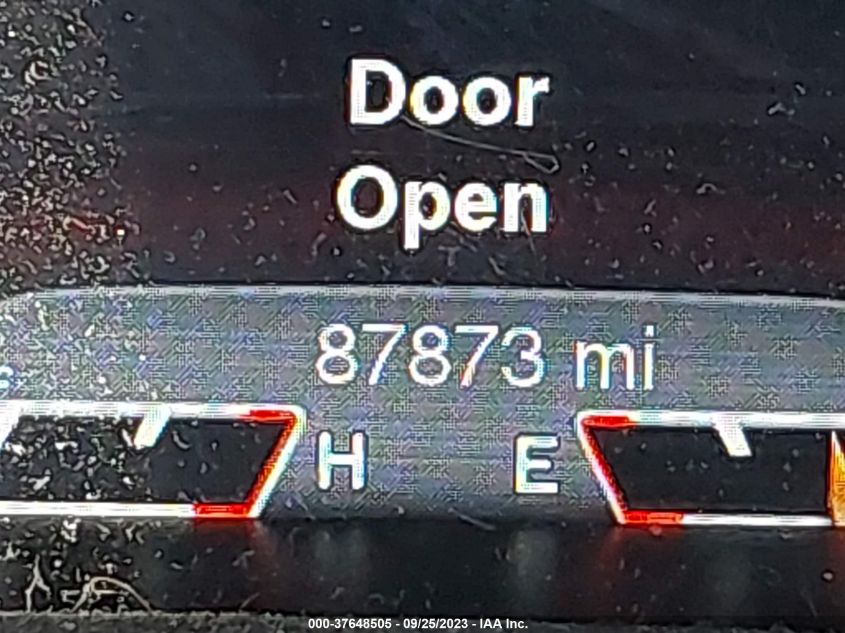 Door
Open
87873 mi
H E
000-37648505 - 09/25/2023 - IAA Inc.